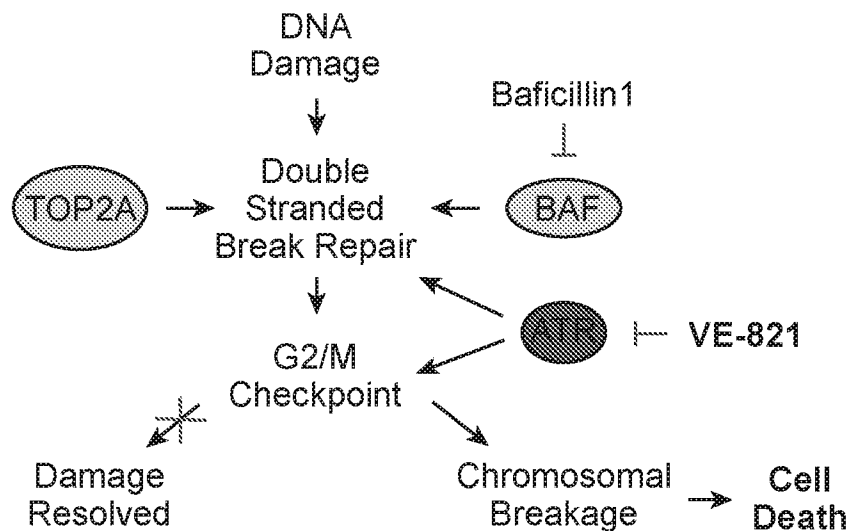 DNA
Damage
Baficillin1
Double
Stranded
Break Repair
TOP2A
BAF
ATR
VE-821
G2/M
Checkpoint
Damage
Resolved
Chromosomal
Breakage
Cell
Death